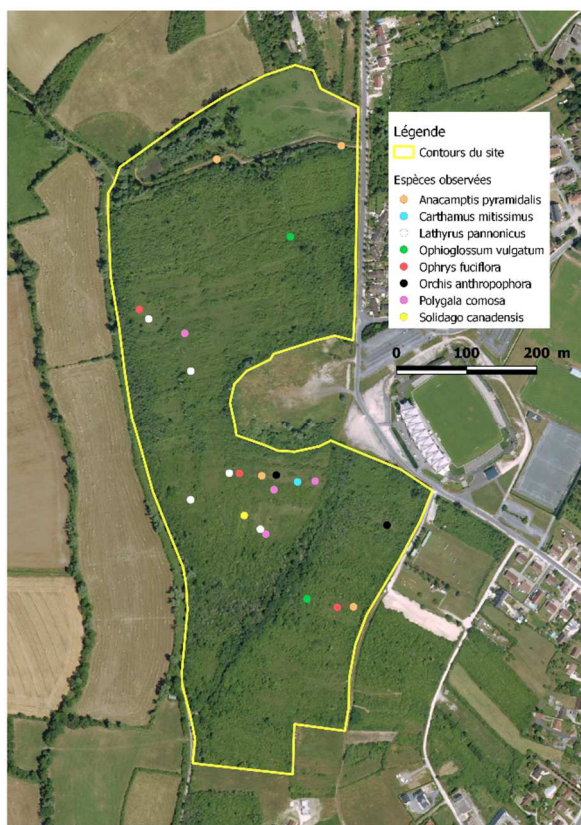 Légende
Contours du site
Espèces observées
Anacamptis pyramidalis
Carthamus mitissimus
Lathyrus pannonicus
Ophioglossum vulgatum
Ophrys fuciflora
Orchis anthropophora
Polygala comosa
Solidago canadensis
0 100 200 m